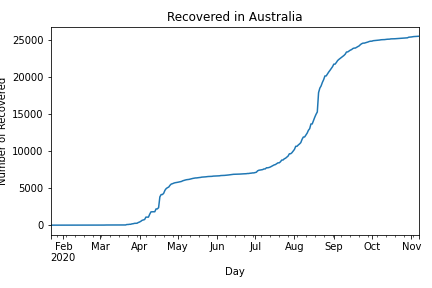 Recovered in Australia
Number of Recovered
25000
20000
15000
10000
5000
0
Feb Mar Apr May Jun Jul Aug Sep Oct Nov
2020
Day